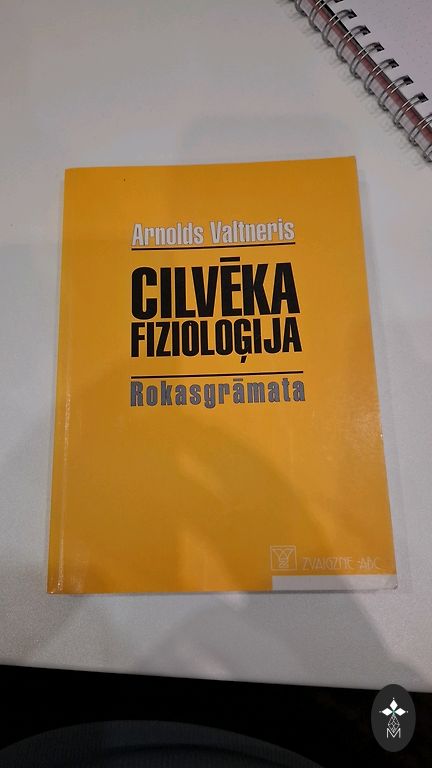 Arnolds Valtneris
CILVĒKA
FIZIOLOĢIJA
Rokasgrāmata
ZVAIGZNE ABC
M